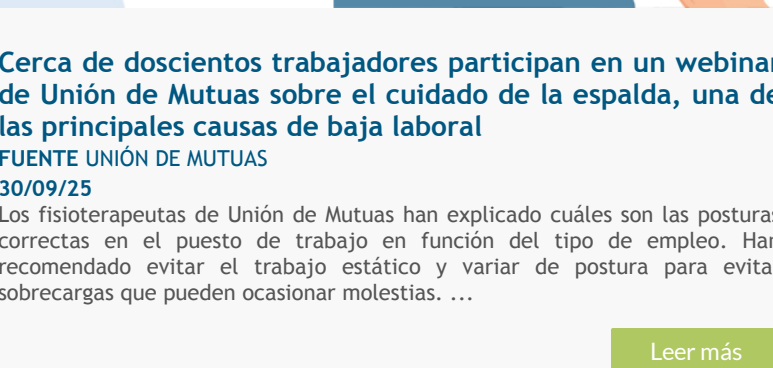 Cerca de doscientos trabajadores participan en un webinar
de Unión de Mutuas sobre el cuidado de la espalda, una de
las principales causas de baja laboral
FUENTE UNIÓN DE MUTUAS
30/09/25
Los fisioterapeutas de Unión de Mutuas han explicado cuáles son las posturas
correctas en el puesto de trabajo en función del tipo de empleo. Han
recomendado evitar el trabajo estático y variar de postura para evitar
sobrecargas que pueden ocasionar molestias. ...
Leer más